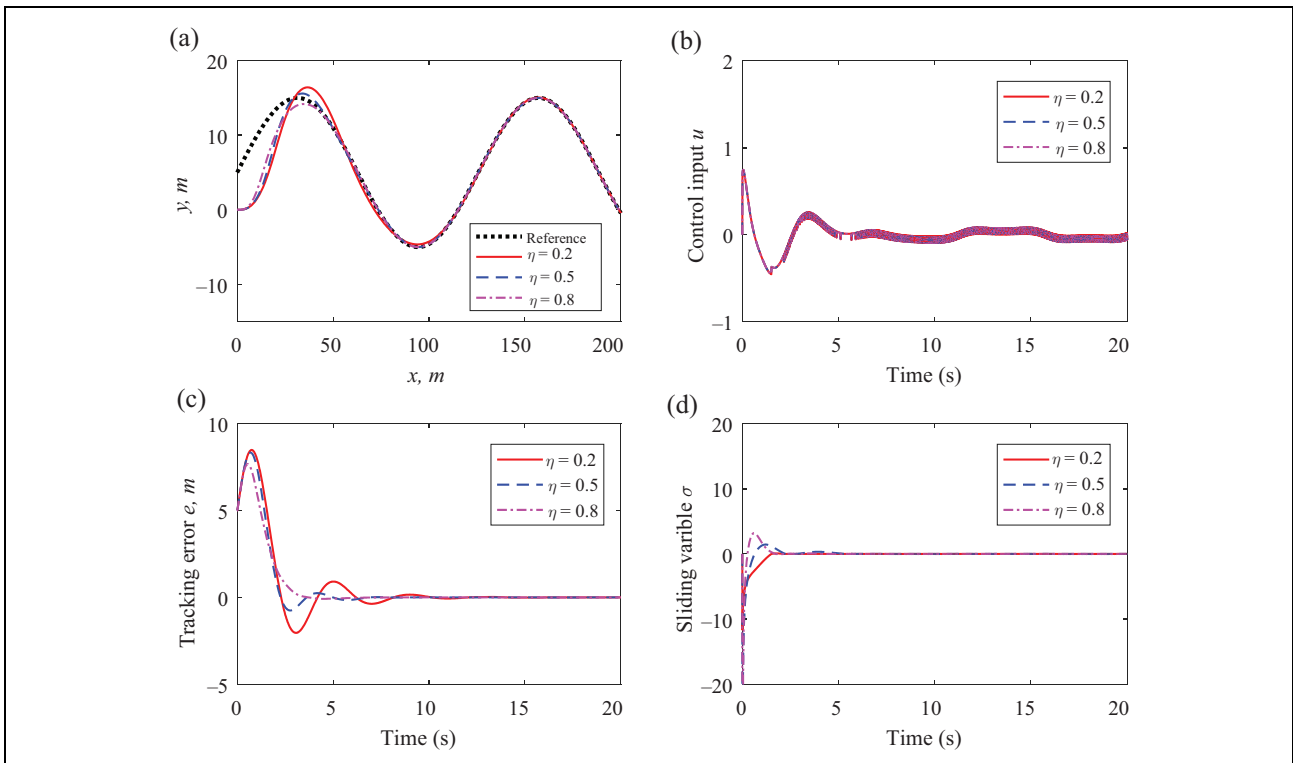 (a)
20
10
0
−10
y, m
0
50
100
150
200
x, m
Reference
η = 0.2
η = 0.5
η = 0.8
(b)
2
1
0
−1
Control input u
0
5
10
15
20
Time (s)
η = 0.2
η = 0.5
η = 0.8
(c)
10
5
0
−5
Tracking error e, m
0
5
10
15
20
Time (s)
η = 0.2
η = 0.5
η = 0.8
(d)
20
10
0
−10
−20
Sliding varible σ
0
5
10
15
20
Time (s)
η = 0.2
η = 0.5
η = 0.8